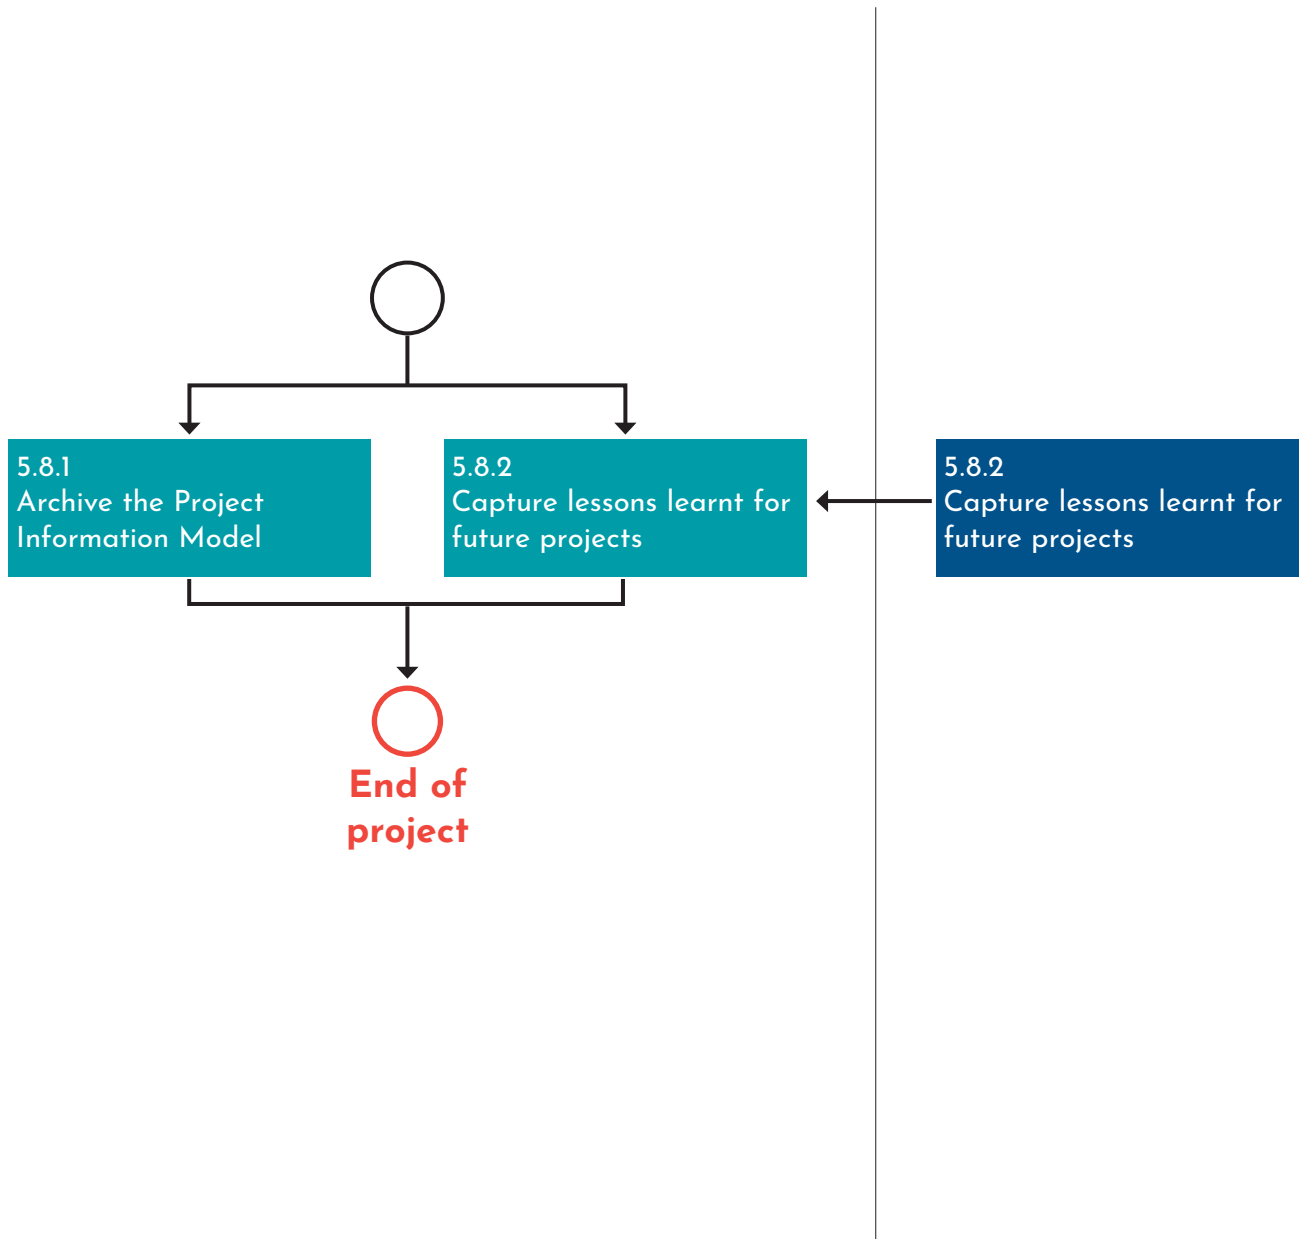 5.8.1
Archive the Project
Information Model
5.8.2
Capture lessons learnt for
future projects
5.8.2
Capture lessons learnt for
future projects
End of
project